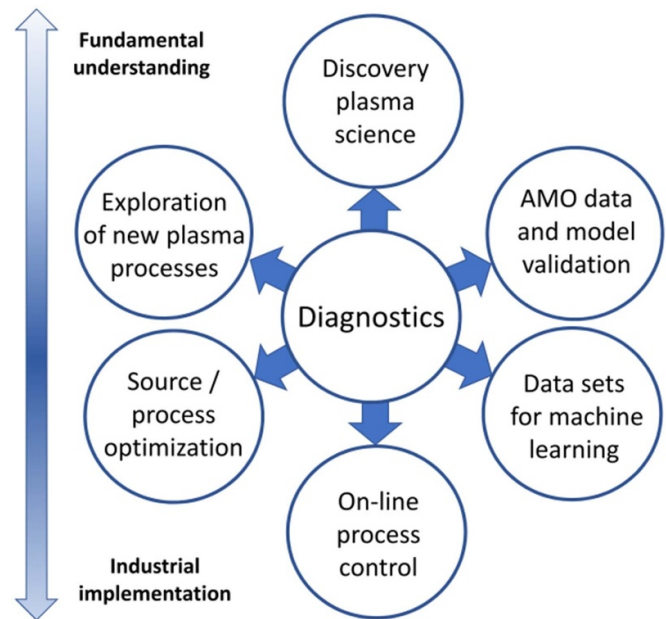 Fundamental
understanding
Discovery
plasma
science
Exploration
of new plasma
processes
AMO data
and model
validation
Diagnostics
Source /
process
optimization
Data sets
for machine
learning
On-line
process
control
Industrial
implementation